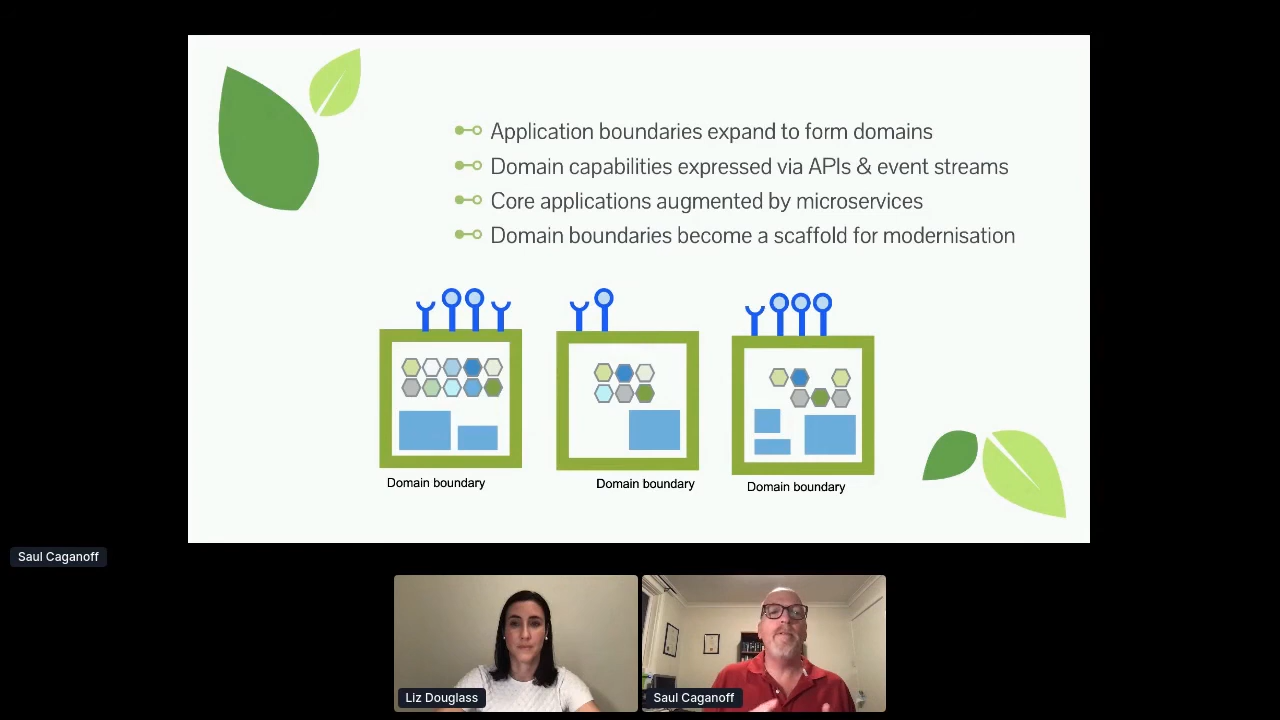 Application boundaries expand to form domains
Domain capabilities expressed via APIs & event streams
Core applications augmented by microservices
Domain boundaries become a scaffold for modernisation
Domain boundary
Domain boundary
Domain boundary
Saul Caganoff
Liz Douglass
Saul Caganoff